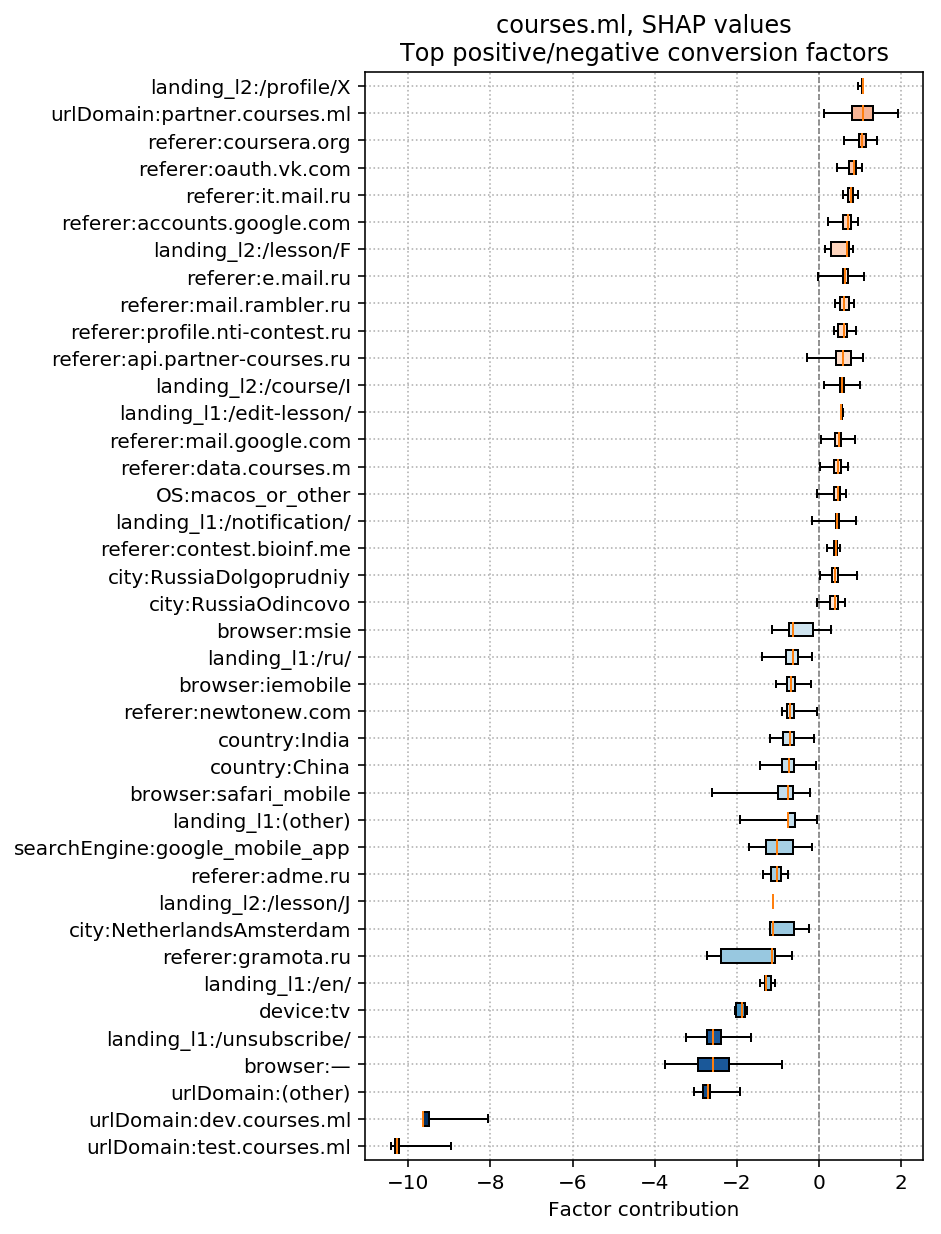 courses.ml, SHAP values
Top positive/negative conversion factors
landing_l2:/profile/X
urlDomain:partner.courses.ml
referer:coursera.org
referer:oauth.vk.com
referer:it.mail.ru
referer:accounts.google.com
landing_l2:/lesson/F
referer:e.mail.ru
referer:mail.rambler.ru
referer:profile.nti-contest.ru
referer:api.partner-courses.ru
landing_l2:/course/I
landing_l1:/edit-lesson/
referer:mail.google.com
referer:data.courses.m
OS:macos_or_other
landing_l1:/notification/
referer:contest.bioinf.me
city:RussiaDolgoprudniy
city:RussiaOdincovo
browser:msie
landing_l1:/ru/
browser:iemobile
referer:newtonew.com
country:India
country:China
browser:safari_mobile
landing_l1:(other)
searchEngine:google_mobile_app
referer:adme.ru
landing_l2:/lesson/J
city:NetherlandsAmsterdam
referer:gramota.ru
landing_l1:/en/
device:tv
landing_l1:/unsubscribe/
browser:—
urlDomain:(other)
urlDomain:dev.courses.ml
urlDomain:test.courses.ml
−10 −8 −6 −4 −2 0 2
Factor contribution